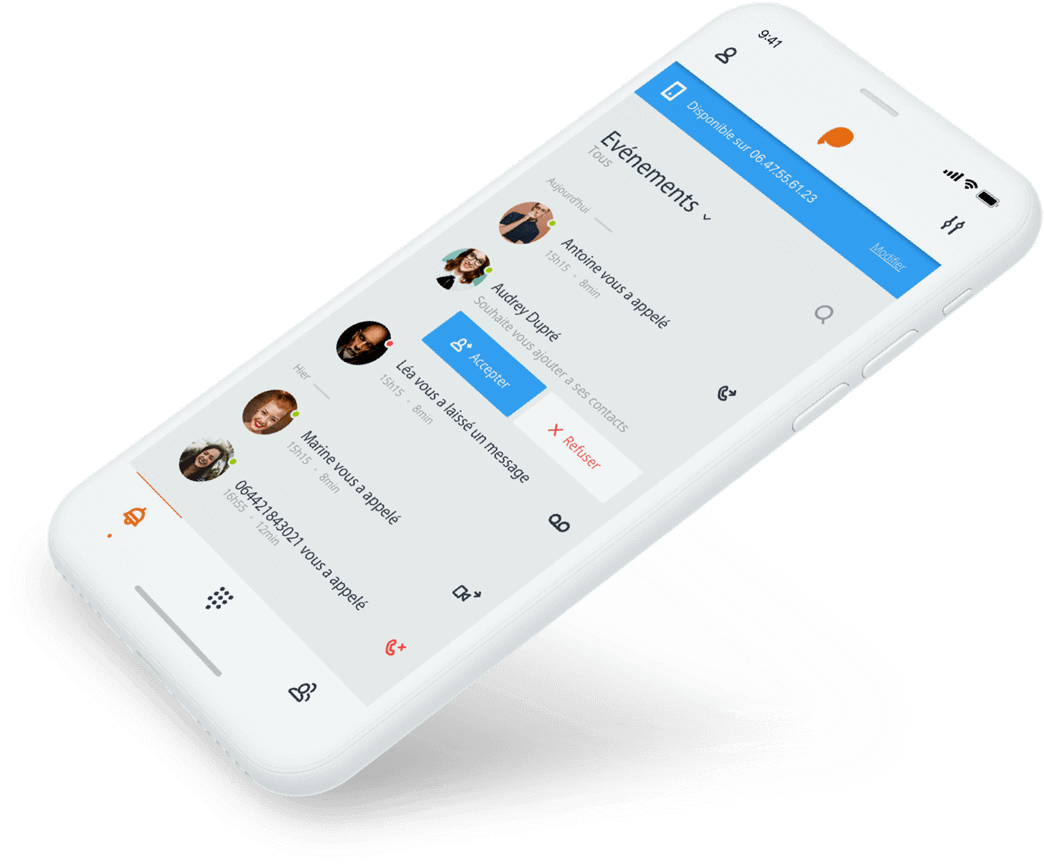 9:41
Disponible sur 06.47.55.61.23
Modifier
Evénements
Tous
Aujourd'hui
Antoine vous a appelé
15h15 • 8min
Audrey Dupré
Souhaite vous ajouter a ses contacts
Accepter
Refuser
Léa vous a laissé un message
15h15 • 8min
Hier
Marine vous a appelé
15h15 • 8min
064421843021 vous a appelé
16h55 • 12min